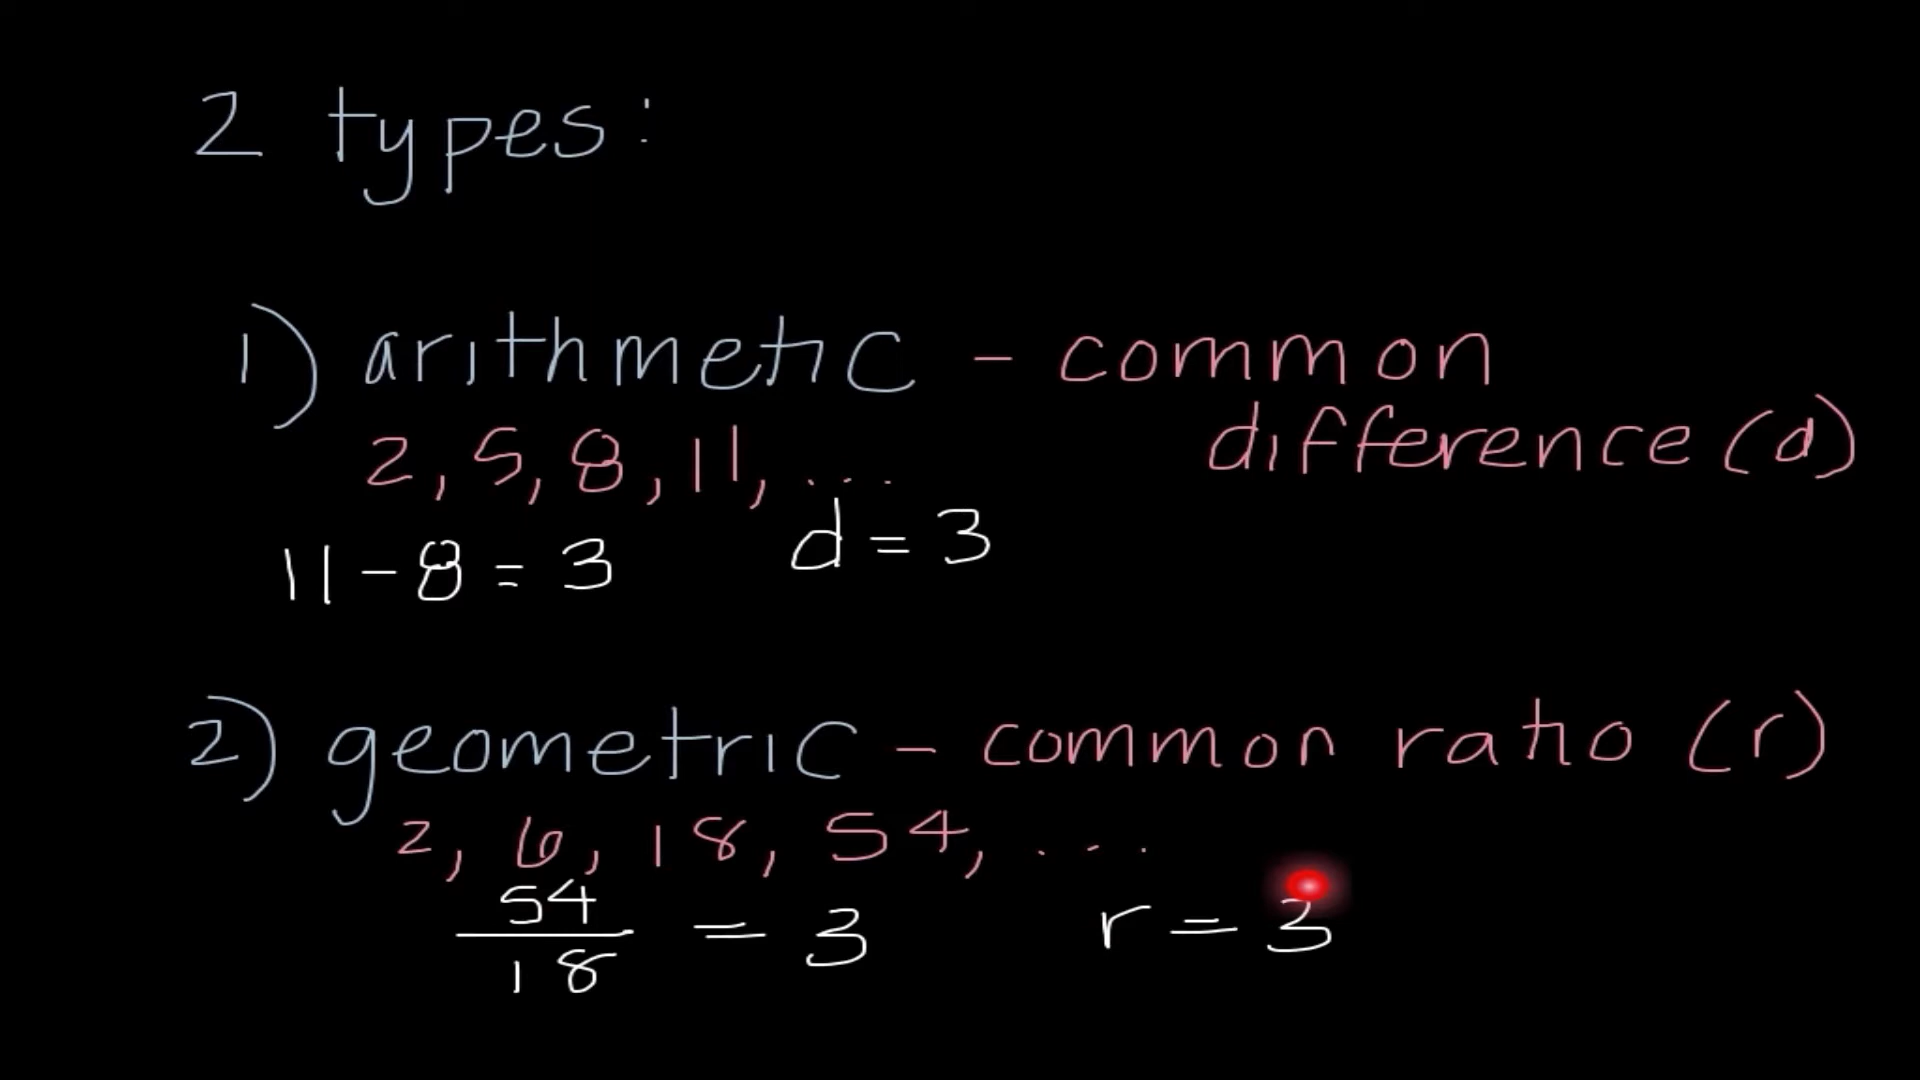 2 types:
1) arithmetic - common
difference (d)
2, 5, 8, 11, ...
d = 3
11 - 8 = 3
2) geometric - common ratio (r)
2, 6, 18, 54, ...
54
18
= 3
r = 3